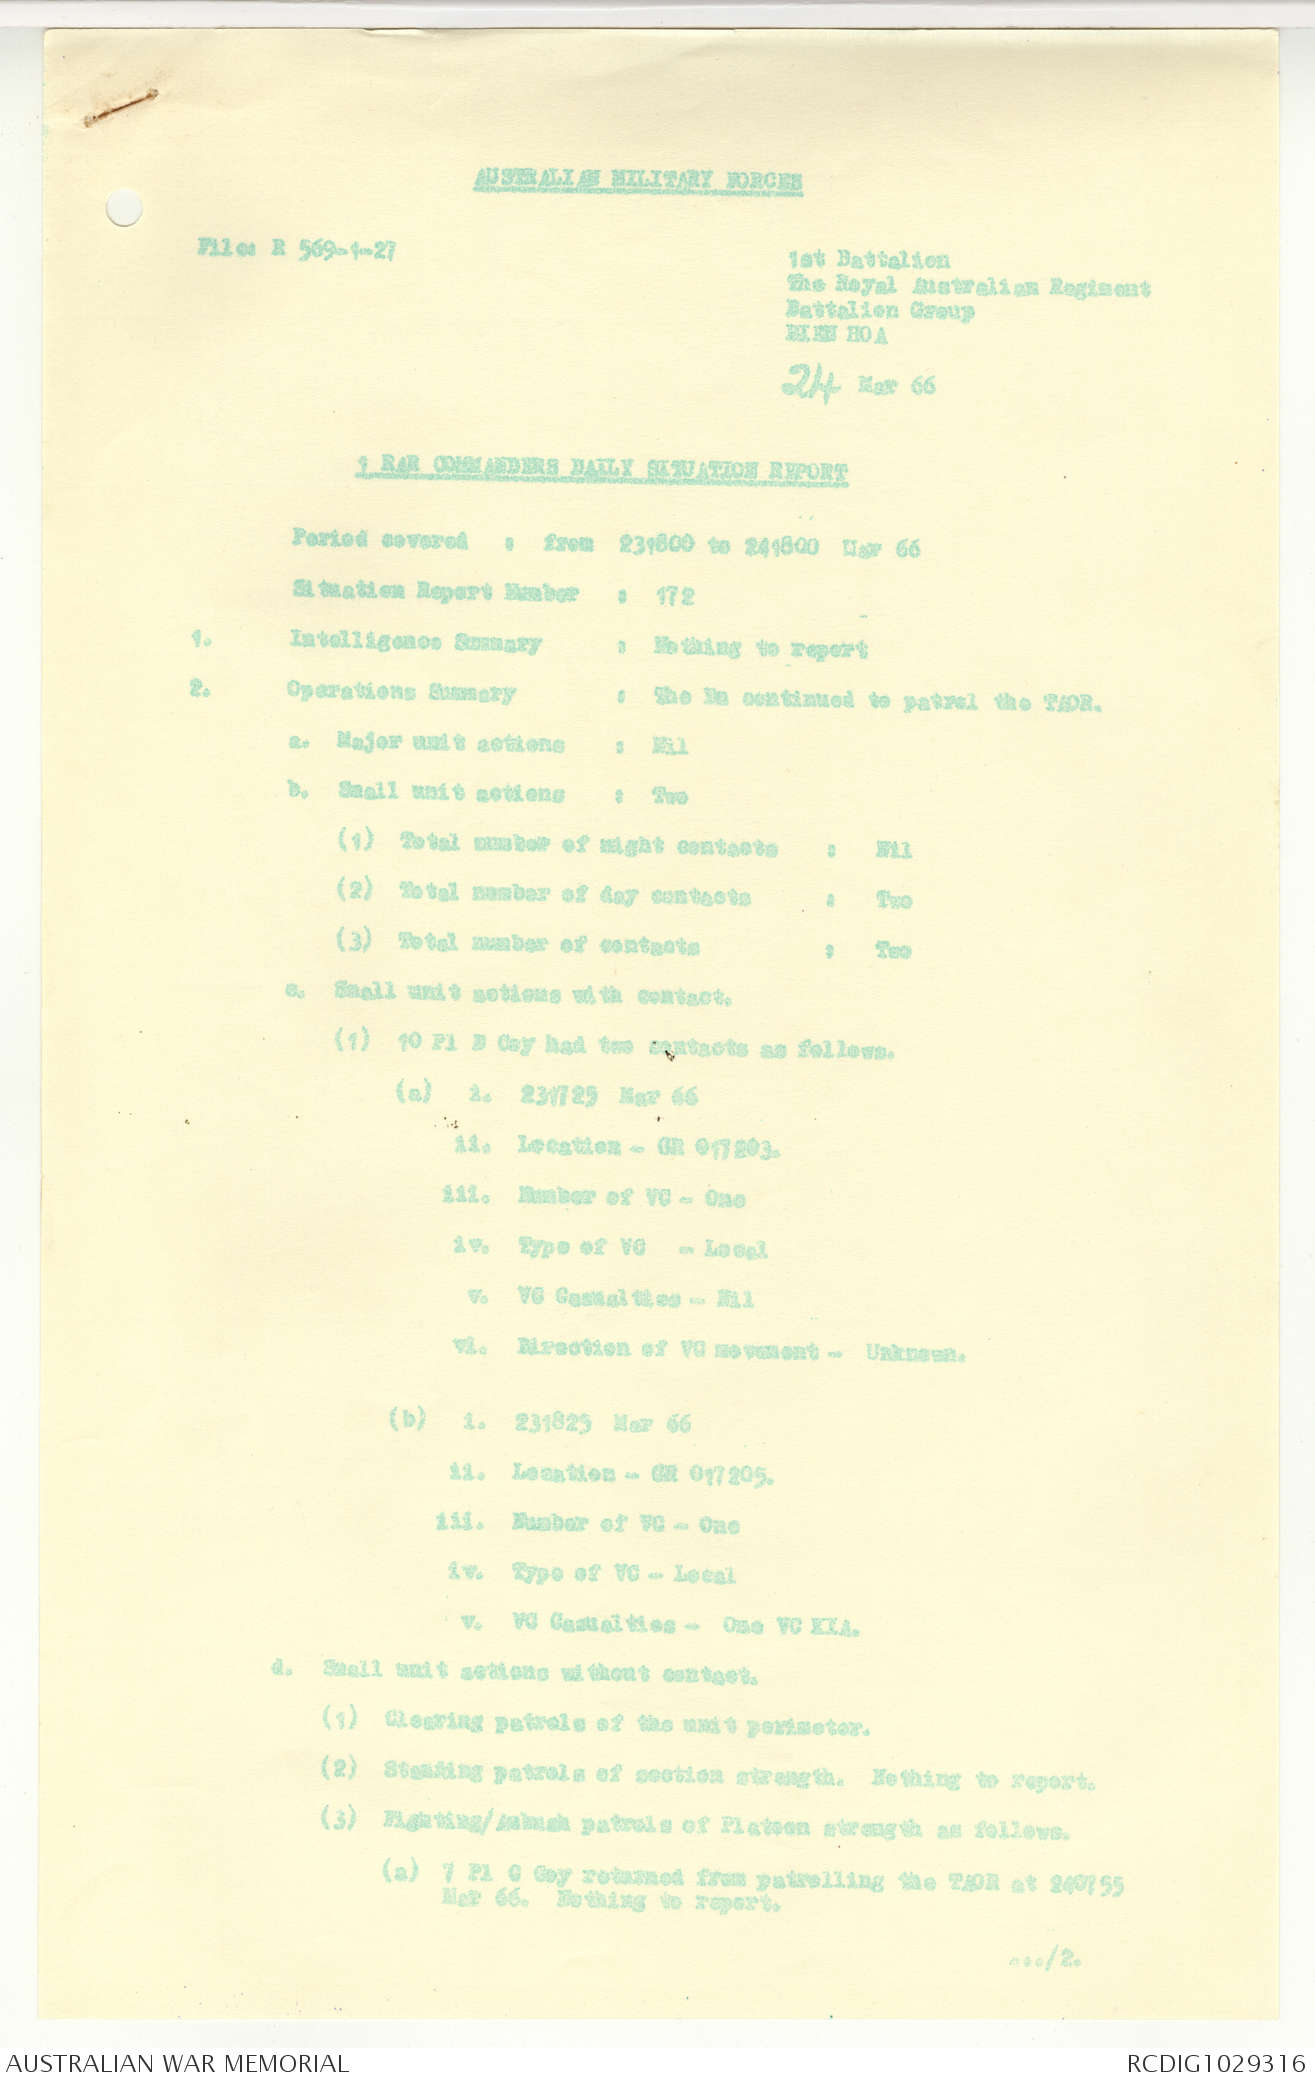 AUSTRALIAN MILITARY FORCES
File: R 569-1-27
1st Battalion
The Royal Australian Regiment
Battalion Group
BIEN HOA
24 Mar 66
1 RAR COMMANDERS DAILY SITUATION REPORT
Period covered : from 231800 to 241800 Mar 66
Situation Report Number : 172
1. Intelligence Summary : Nothing to report
2. Operations Summary : The Bn continued to patrol the TAOR.
a. Major unit actions : Nil
b. Small unit actions : Two
(1) Total number of night contacts : Nil
(2) Total number of day contacts : Two
(3) Total number of contacts : Two
c. Small unit actions with contact.
(1) 10 Pl D Coy had two contacts as follows.
(a) i. 231725 Mar 66
ii. Location - GR 017203.
iii. Number of VC - One
iv. Type of VC - Local
v. VC Casualties - Nil
vi. Direction of VC movement - Unknown.
(b) i. 231825 Mar 66
ii. Location - GR 017205.
iii. Number of VC - One
iv. Type of VC - Local
v. VC Casualties - One VC KIA.
d. Small unit actions without contact.
(1) Clearing patrols of the unit perimeter.
(2) Standing patrols of section strength. Nothing to report.
(3) Fighting/Ambush patrols of Platoon strength as follows.
(a) 7 Pl C Coy returned from patrolling the TAOR at 240755
Mar 66. Nothing to report.
.../2.
AUSTRALIAN WAR MEMORIAL
RCDIG1029316